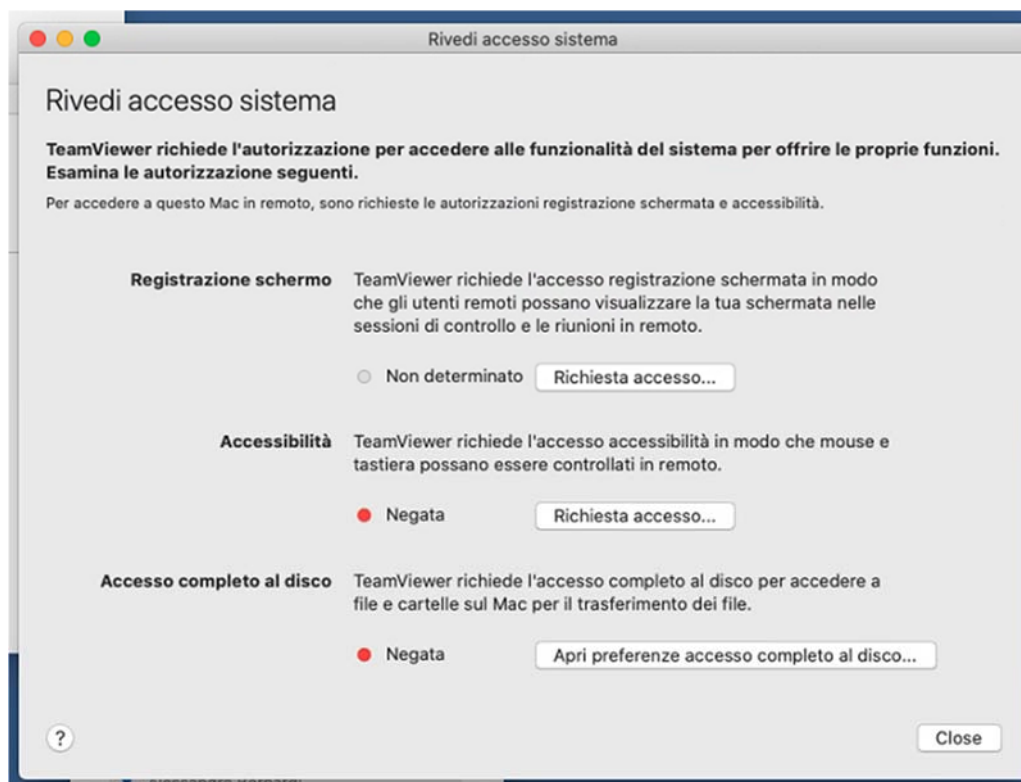 Rivedi accesso sistema
Rivedi accesso sistema
TeamViewer richiede l'autorizzazione per accedere alle funzionalità del sistema per offrire le proprie funzioni.
Esamina le autorizzazione seguenti.
Per accedere a questo Mac in remoto, sono richieste le autorizzazioni registrazione schermata e accessibilità.
Registrazione schermo
TeamViewer richiede l'accesso registrazione schermata in modo
che gli utenti remoti possano visualizzare la tua schermata nelle
sessioni di controllo e le riunioni in remoto.
Non determinato
Richiesta accesso...
Accessibilità
TeamViewer richiede l'accesso accessibilità in modo che mouse e
tastiera possano essere controllati in remoto.
Negata
Richiesta accesso...
Accesso completo al disco
TeamViewer richiede l'accesso completo al disco per accedere a
file e cartelle sul Mac per il trasferimento dei file.
Negata
Apri preferenze accesso completo al disco...
?
Close